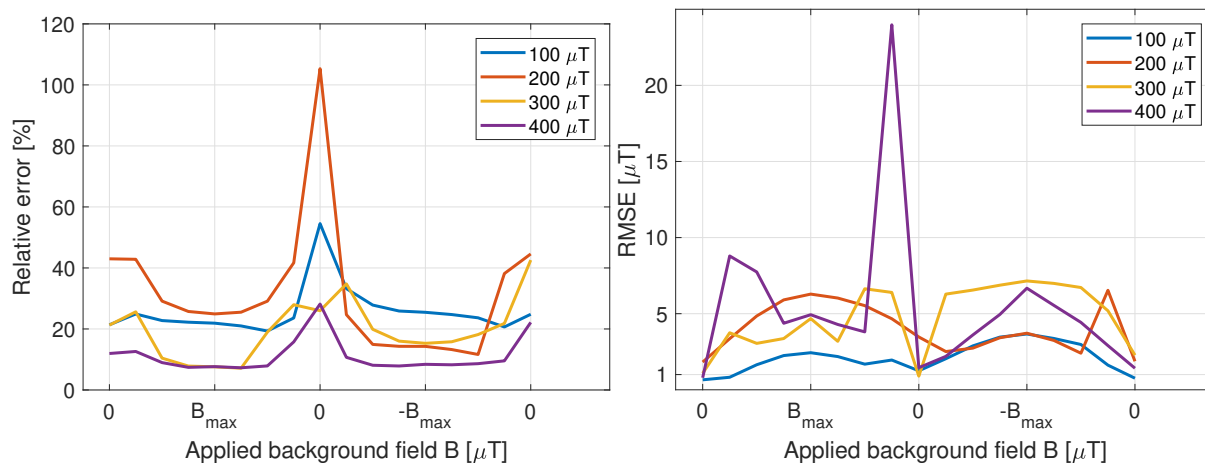 120
100
80
60
40
20
0
Relative error [%]
0
B_max
0
-B_max
0
Applied background field B [μT]
100 μT
200 μT
300 μT
400 μT
20
15
10
5
1
RMSE [μT]
0
B_max
0
-B_max
0
Applied background field B [μT]
100 μT
200 μT
300 μT
400 μT